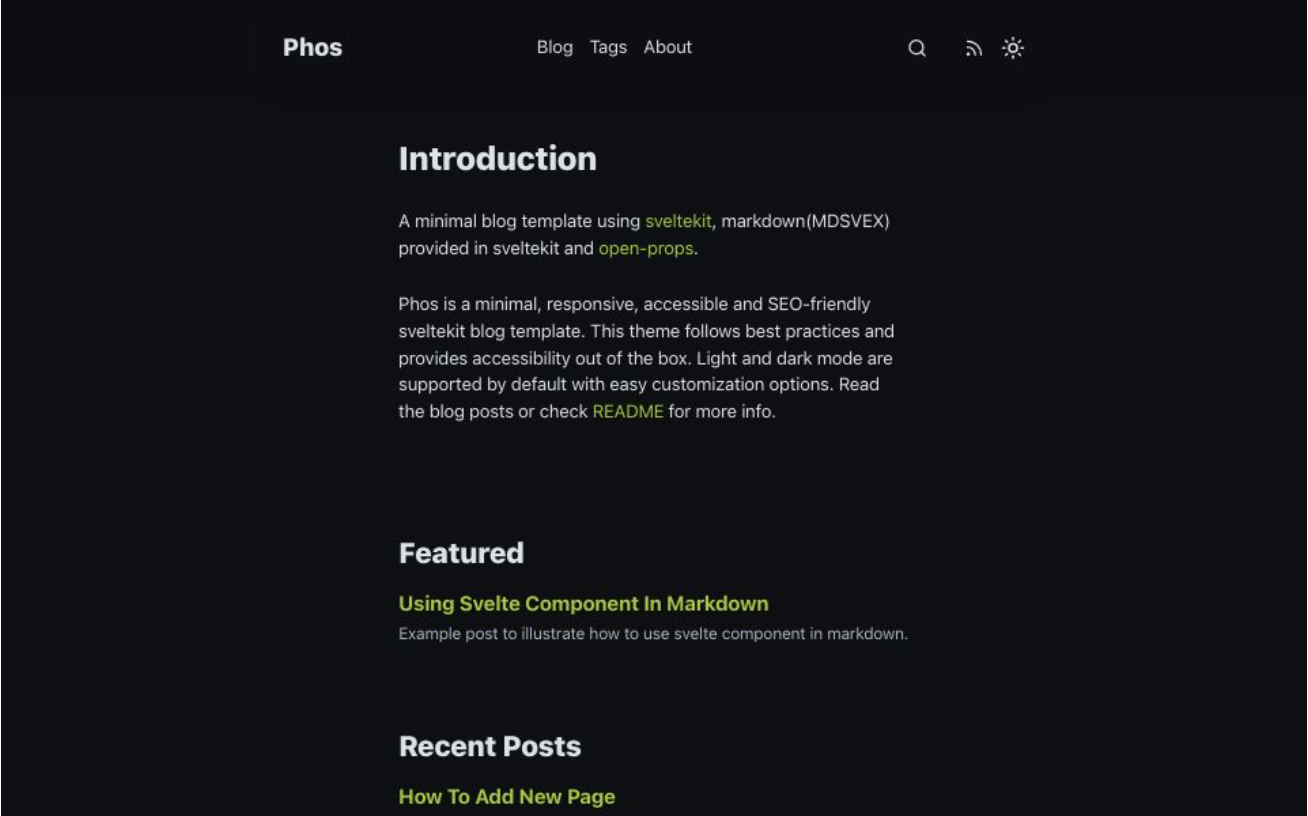 Phos
Blog Tags About
Introduction
A minimal blog template using sveltekit, markdown(MDSVEX)
provided in sveltekit and open-props.
Phos is a minimal, responsive, accessible and SEO-friendly
sveltekit blog template. This theme follows best practices and
provides accessibility out of the box. Light and dark mode are
supported by default with easy customization options. Read
the blog posts or check README for more info.
Featured
Using Svelte Component In Markdown
Example post to illustrate how to use svelte component in markdown.
Recent Posts
How To Add New Page